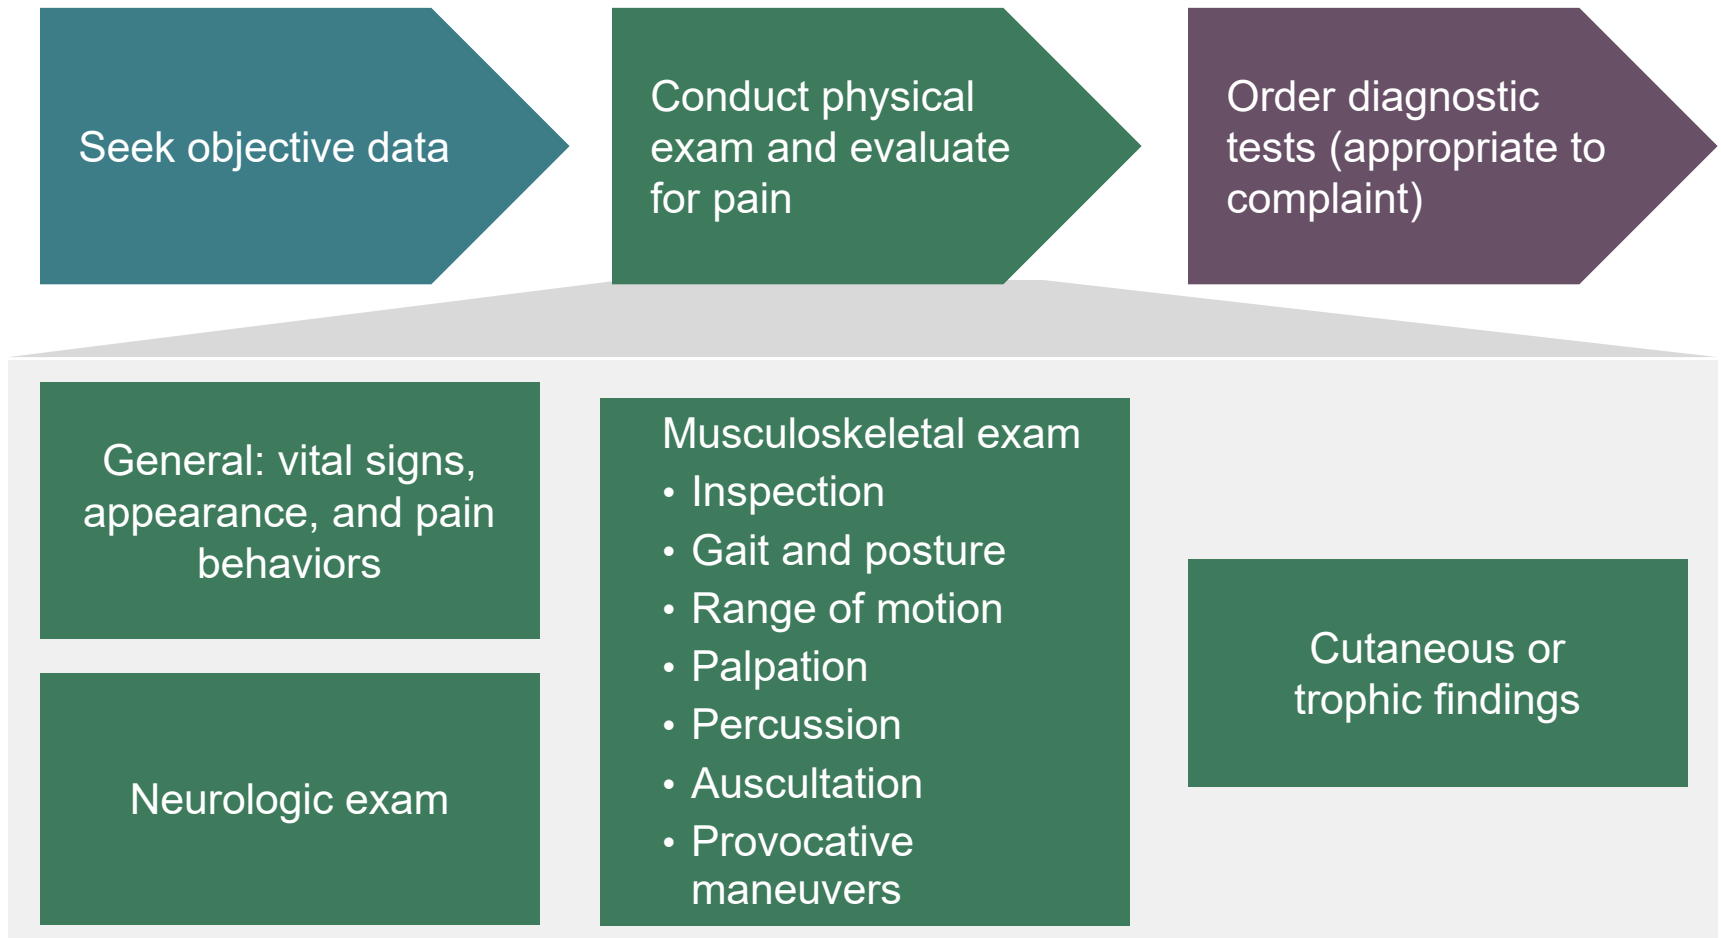 Seek objective data
Conduct physical
exam and evaluate
for pain
Order diagnostic
tests (appropriate to
complaint)
General: vital signs,
appearance, and pain
behaviors
Neurologic exam
Musculoskeletal exam
• Inspection
• Gait and posture
• Range of motion
• Palpation
• Percussion
• Auscultation
• Provocative
maneuvers
Cutaneous or
trophic findings